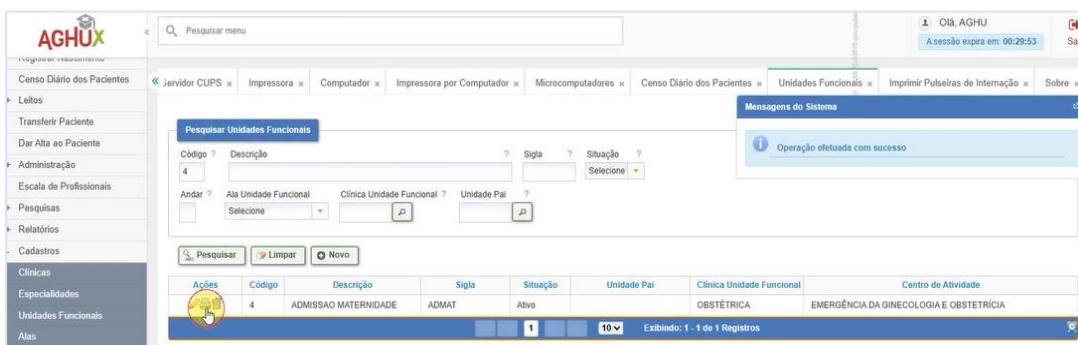 AGHUX
«
Pesquisar menu
Olá, AGHU
A sessão expira em: 00:29:53
Sa
Registrar Nascimento
Censo Diário dos Pacientes
Leitos
Transferir Paciente
Dar Alta ao Paciente
Administração
Escala de Profissionais
Pesquisas
Relatórios
Cadastros
Clínicas
Especialidades
Unidades Funcionais
Alas
« Servidor CUPS × Impressora × Computador × Impressora por Computador × Microcomputadores × Censo Diário dos Pacientes × Unidades Funcionais × Imprimir Pulseiras de Internação × Sobre ×
Mensagens do Sistema
Operação efetuada com sucesso
Pesquisar Unidades Funcionais
Código ? Descrição ? Sigla ? Situação ?
4 Selecione
Andar ? Ala Unidade Funcional Clínica Unidade Funcional ? Unidade Pai ?
Selecione
Pesquisar Limpar Novo
Ações Código Descrição Sigla Situação Unidade Pai Clínica Unidade Funcional Centro de Atividade
4 ADMISSAO MATERNIDADE ADMAT Ativo OBSTÉTRICA EMERGÊNCIA DA GINECOLOGIA E OBSTETRÍCIA
1 10 Exibindo: 1 - 1 de 1 Registros